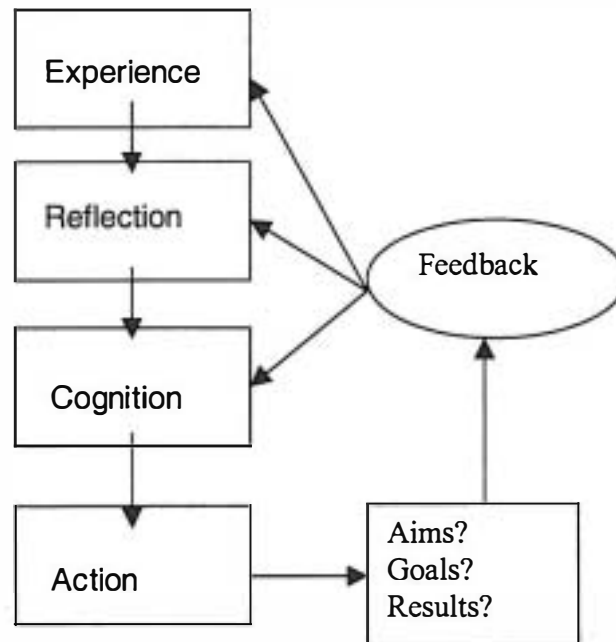 Experience
Reflection
Feedback
Cognition
Action
Aims?
Goals?
Results?